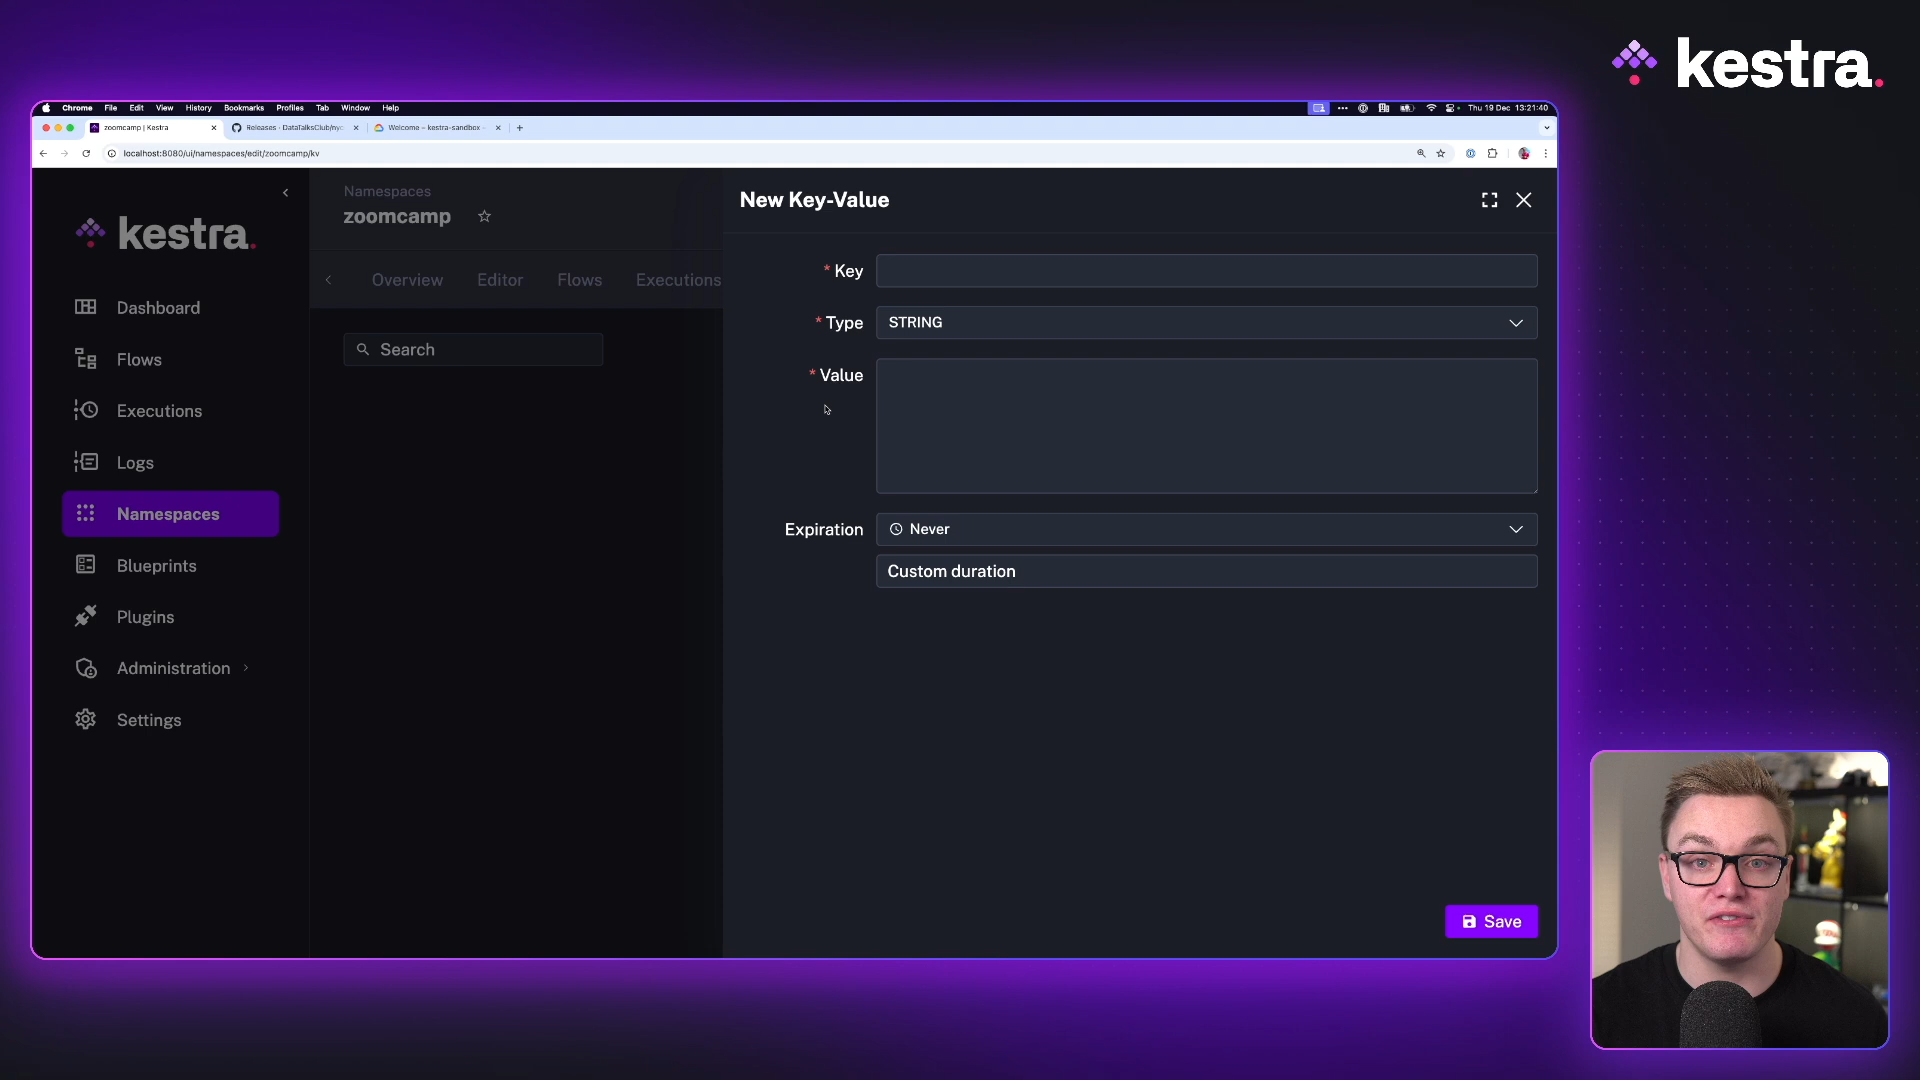 kestra.
Chrome File Edit View History Bookmarks Profiles Tab Window Help
Thu 19 Dec 13:21:40
zoomcamp | Kestra
Releases · DataTalksClub/nyc
Welcome – kestra-sandbox –
localhost:8080/ui/namespaces/edit/zoomcamp/kv
kestra.
Dashboard
Flows
Executions
Logs
Namespaces
Blueprints
Plugins
Administration
Settings
Namespaces
zoomcamp
Overview Editor Flows Executions
Search
New Key-Value
* Key
* Type STRING
* Value
Expiration Never
Custom duration
Save